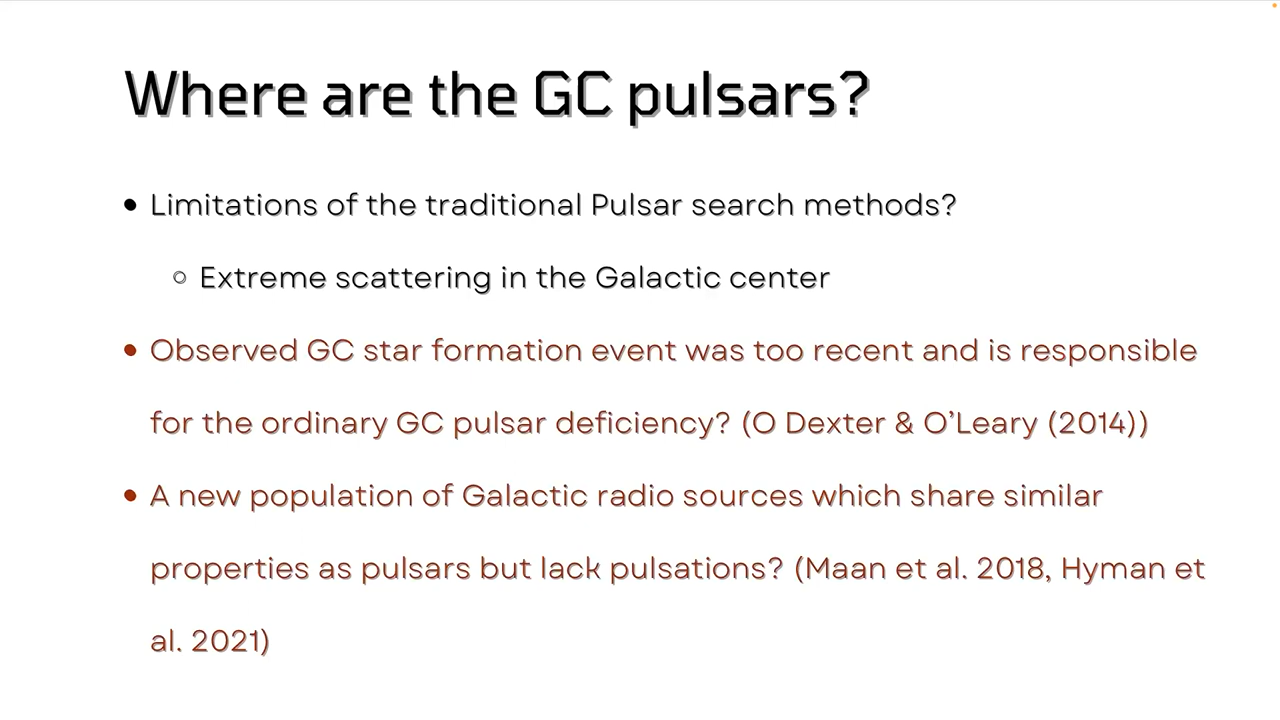 Where are the GC pulsars?
• Limitations of the traditional Pulsar search methods?
○ Extreme scattering in the Galactic center
• Observed GC star formation event was too recent and is responsible
for the ordinary GC pulsar deficiency? (O Dexter & O’Leary (2014))
• A new population of Galactic radio sources which share similar
properties as pulsars but lack pulsations? (Maan et al. 2018, Hyman et
al. 2021)